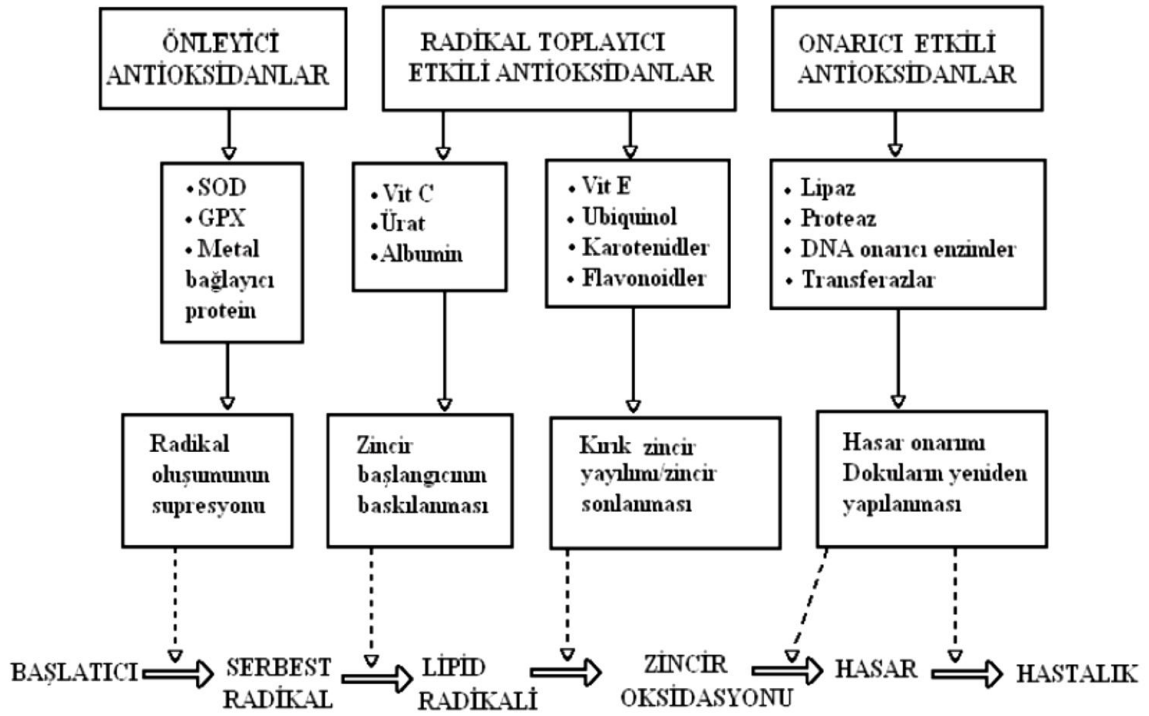 ÖNLEYİCİ
ANTİOKSİDANLAR
RADİKAL TOPLAYICI
ETKİLİ ANTİOKSİDANLAR
ONARICI ETKİLİ
ANTİOKSİDANLAR
• SOD
• GPX
• Metal
bağlayıcı
protein
• Vit C
• Ürat
• Albumin
• Vit E
• Ubiquinol
• Karotenidler
• Flavonoidler
• Lipaz
• Proteaz
• DNA onarıcı enzimler
• Transferazlar
Radikal
oluşumunun
supresyonu
Zincir
başlangıcının
baskılanması
Kırık zincir
yayılımı/zincir
sonlanması
Hasar onarımı
Dokuların yeniden
yapılanması
BAŞLATICI
SERBEST
RADİKAL
LİPİD
RADİKALİ
ZİNCİR
OKSİDASYONU
HASAR
HASTALIK